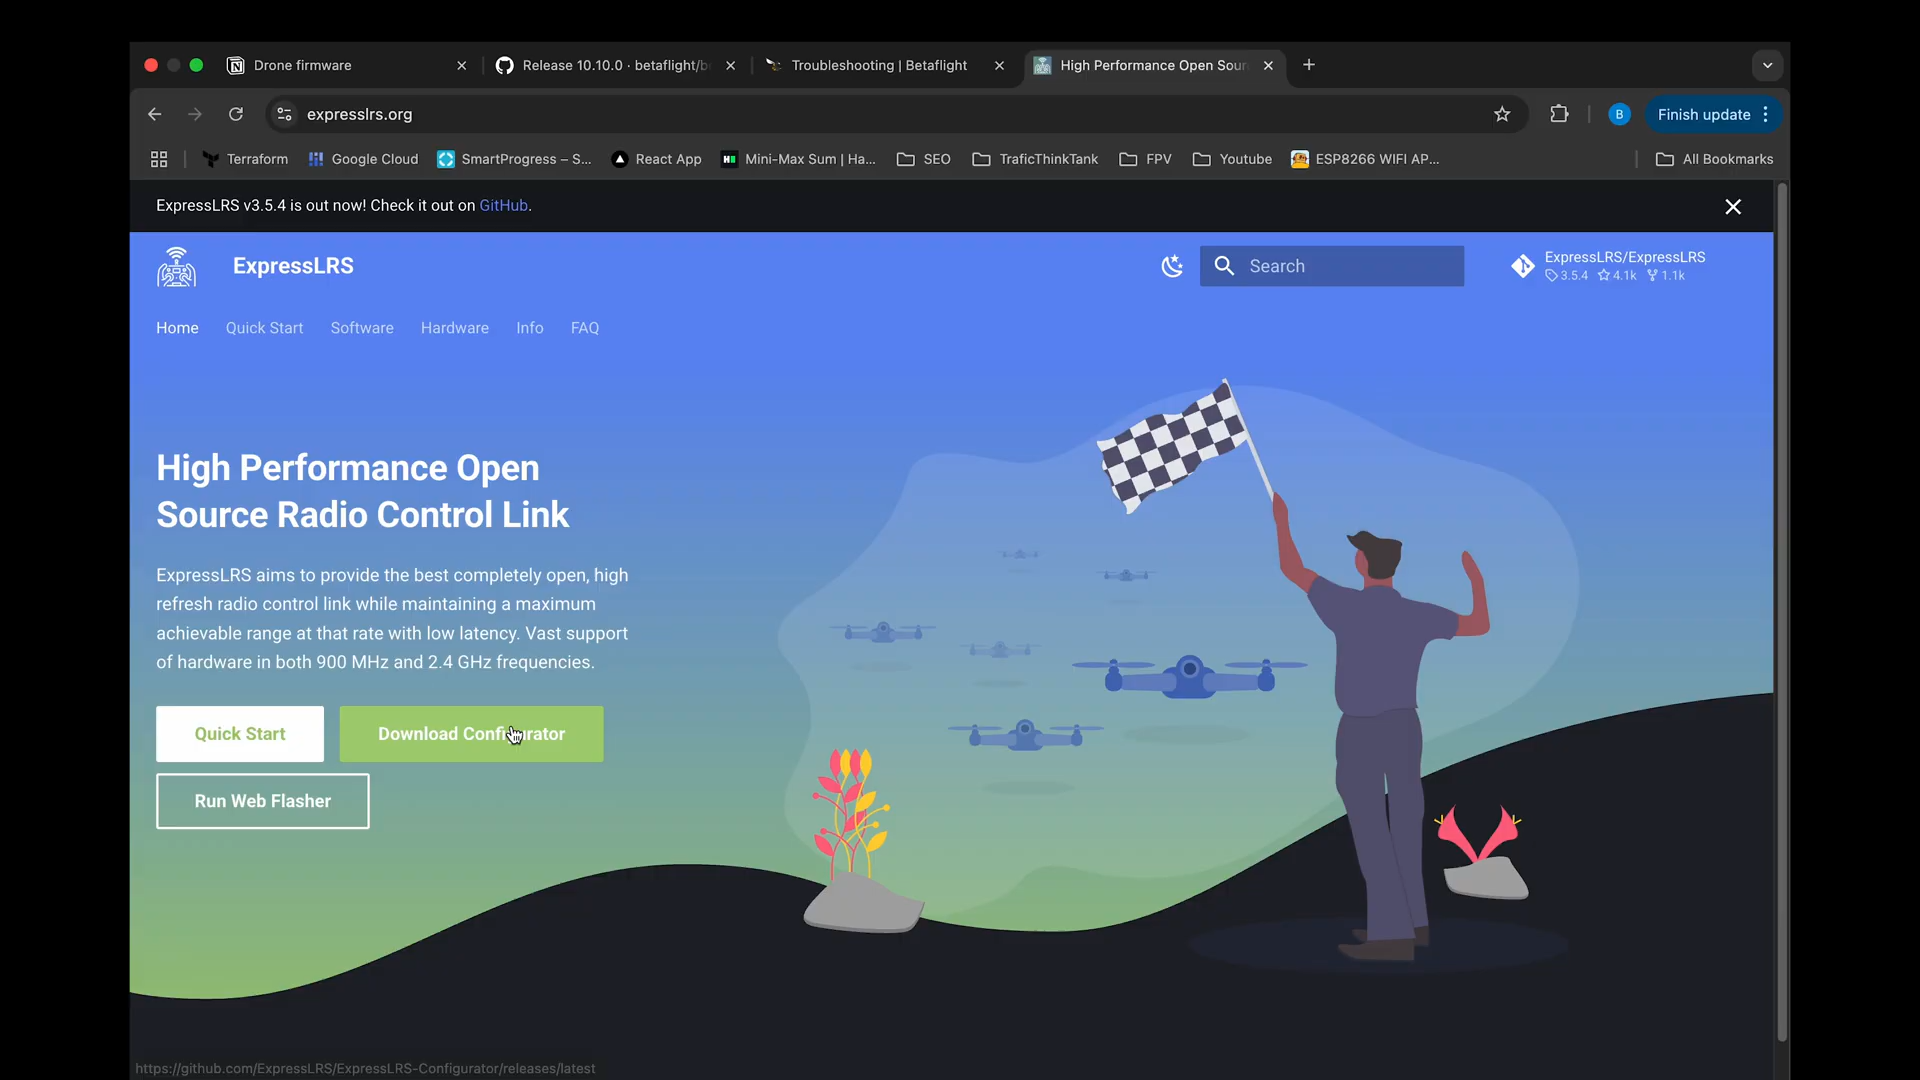 Drone firmware
Release 10.10.0 · betaflight/b
Troubleshooting | Betaflight
High Performance Open Sour
expresslrs.org
B
Finish update
Terraform
Google Cloud
SmartProgress – S...
React App
Mini-Max Sum | Ha...
SEO
TraficThinkTank
FPV
Youtube
ESP8266 WIFI AP...
All Bookmarks
ExpressLRS v3.5.4 is out now! Check it out on GitHub.
ExpressLRS
Search
ExpressLRS/ExpressLRS
3.5.4 4.1k 1.1k
Home Quick Start Software Hardware Info FAQ
High Performance Open
Source Radio Control Link
ExpressLRS aims to provide the best completely open, high
refresh radio control link while maintaining a maximum
achievable range at that rate with low latency. Vast support
of hardware in both 900 MHz and 2.4 GHz frequencies.
Quick Start
Download Configurator
Run Web Flasher
https://github.com/ExpressLRS/ExpressLRS-Configurator/releases/latest